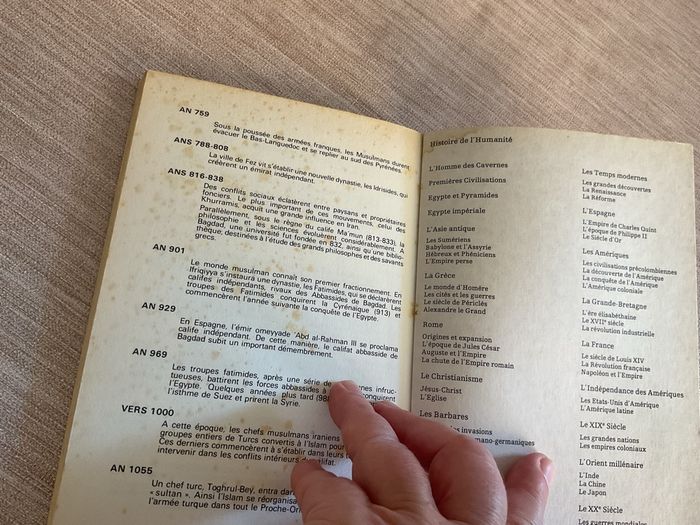 AN 759
Sous la poussée des armées franques, les Musulmans durent
évacuer le Bas-Languedoc et se replier au sud des Pyrénées.
ANS 788-808
La ville de Fez vit s'établir une nouvelle dynastie, les Idrisides, qui
créèrent un émirat indépendant.
ANS 816-838
Des conflits sociaux éclatèrent entre paysans et propriétaires
fonciers. Le plus important de ces mouvements, celui des
Khurramis, acquit une grande influence en Iran.
Parallèlement, sous le règne du calife Ma'mun (813-833), la
philosophie et les sciences évoluèrent considérablement. A
Bagdad, une université fut fondée en 832, ainsi qu'une biblio-
thèque, destinées à l'étude des grands philosophes et des savants
grecs.
AN 901
Le monde musulman connaît son premier fractionnement. En
Ifriqiyya s'instaura une dynastie, les Fatimides, qui se déclarèrent
califes indépendants, rivaux des Abbassides de Bagdad. Les
troupes des Fatimides conquirent la Cyrénaïque (913) et
commencèrent l'année suivante la conquête de l'Egypte.
AN 929
En Espagne, l'émir omeyyade 'Abd al-Rahman III se proclama
calife indépendant. De cette manière, le califat abbasside de
Bagdad subit un important démembrement.
AN 969
Les troupes fatimides, après une série de infruc-
tueuses, battirent les forces abbassides conquirent
l'Egypte. Quelques années plus tard
l'isthme de Suez et prirent la Syrie.
VERS 1000
A cette époque, les chefs musulmans iraniens
groupes entiers de Turcs convertis à l'Islam pour
Ces derniers commencèrent à s'établir dans leurs
intervenir dans les conflits intérieurs
AN 1055
Un chef turc, Toghrul-Bey, entra dans
« sultan ». Ainsi l'Islam se réorganisa
l'armée turque dans tout le Proche-Orient
Histoire de l'Humanité
L'Homme des Cavernes
Premières Civilisations
Egypte et Pyramides
Egypte impériale
L'Asie antique
Les Sumériens
Babylone et l'Assyrie
Hébreux et Phéniciens
L'Empire perse
La Grèce
Le monde d'Homère
Les cités et les guerres
Le siècle de Périclès
Alexandre le Grand
Rome
Origines et expansion
L'époque de Jules César
Auguste et l'Empire
La chute de l'Empire romain
Le Christianisme
Jésus-Christ
L'Eglise
Les Barbares
invasions
romano-germaniques
Les Temps modernes
Les grandes découvertes
La Renaissance
La Réforme
L'Espagne
L'Empire de Charles Quint
L'époque de Philippe II
Le Siècle d'Or
Les Amériques
Les civilisations précolombiennes
La découverte de l'Amérique
La conquête de l'Amérique
L'Amérique coloniale
La Grande-Bretagne
L'ère élisabéthaine
Le XVIIe siècle
La révolution industrielle
La France
Le siècle de Louis XIV
La Révolution française
Napoléon et l'Empire
L'Indépendance des Amériques
Les Etats-Unis d'Amérique
L'Amérique latine
Le XIXe Siècle
Les grandes nations
Les empires coloniaux
L'Orient millénaire
L'Inde
La Chine
Le Japon
Le XXe Siècle
Les guerres mondiales